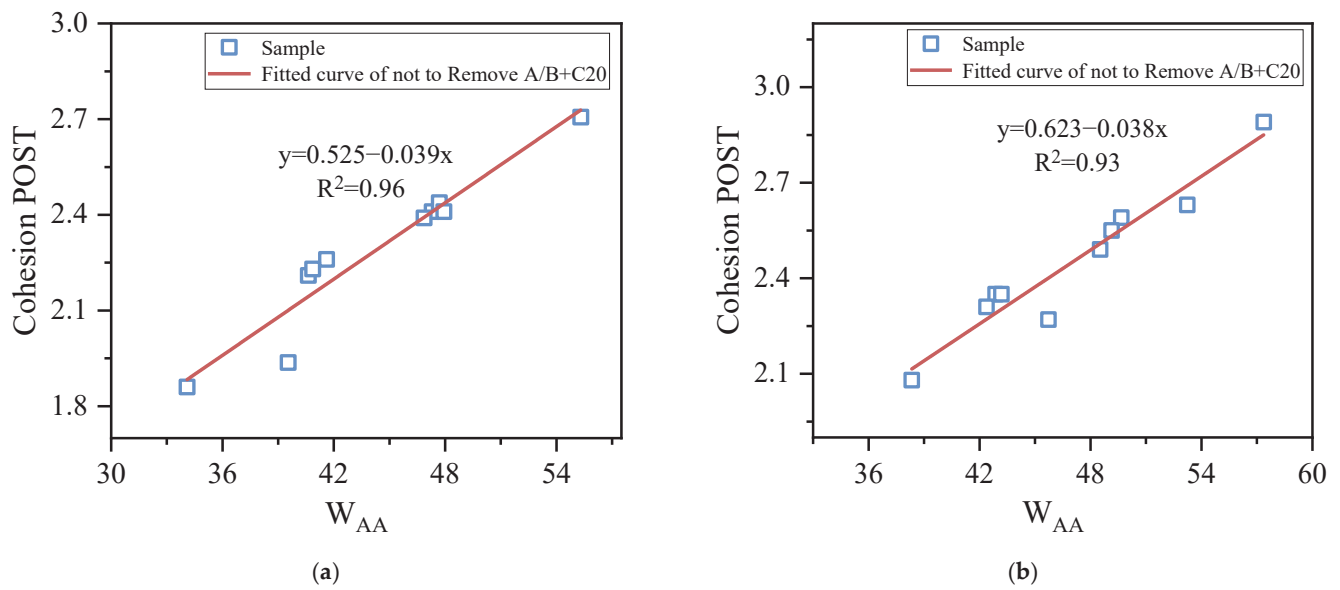 3.0
2.7
2.4
2.1
1.8
Cohesion POST
Sample
Fitted curve of not to Remove A/B+C20
y=0.525−0.039x
R²=0.96
30 36 42 48 54
W_AA
(a)
3.0
2.7
2.4
2.1
Cohesion POST
Sample
Fitted curve of not to Remove A/B+C20
y=0.623−0.038x
R²=0.93
36 42 48 54 60
W_AA
(b)